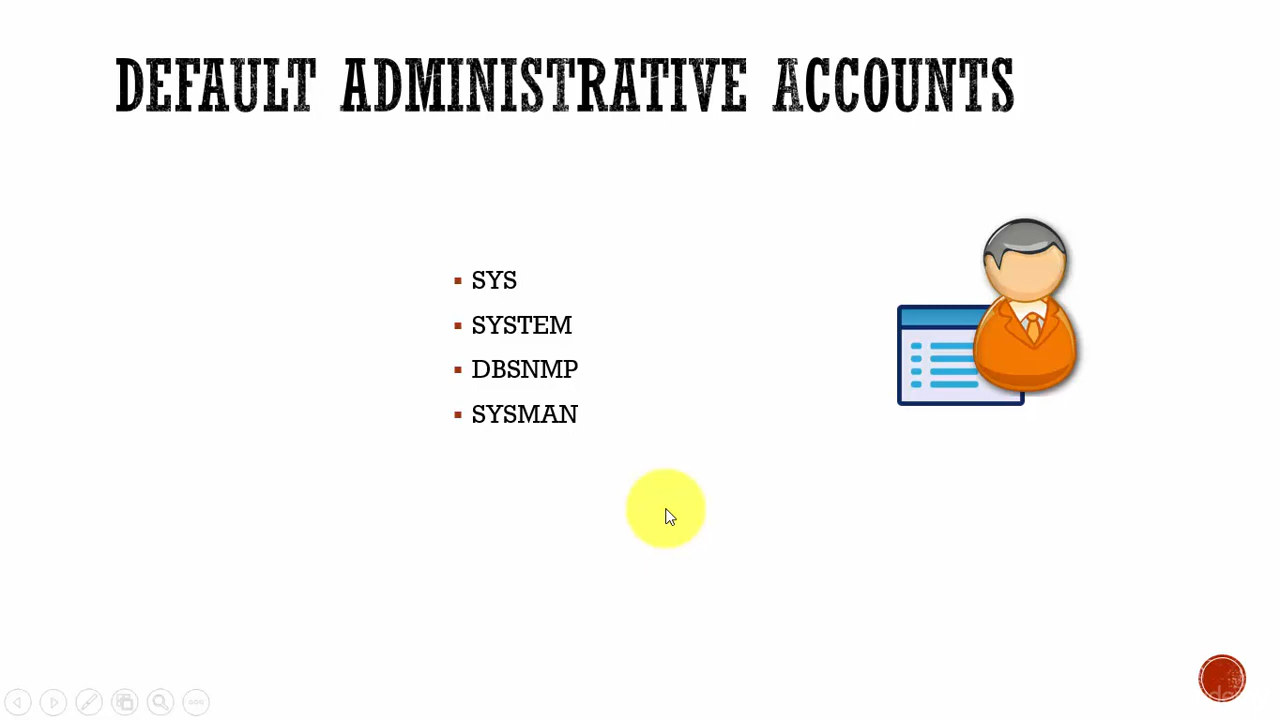 DEFAULT ADMINISTRATIVE ACCOUNTS
SYS
SYSTEM
DBSNMP
SYSMAN